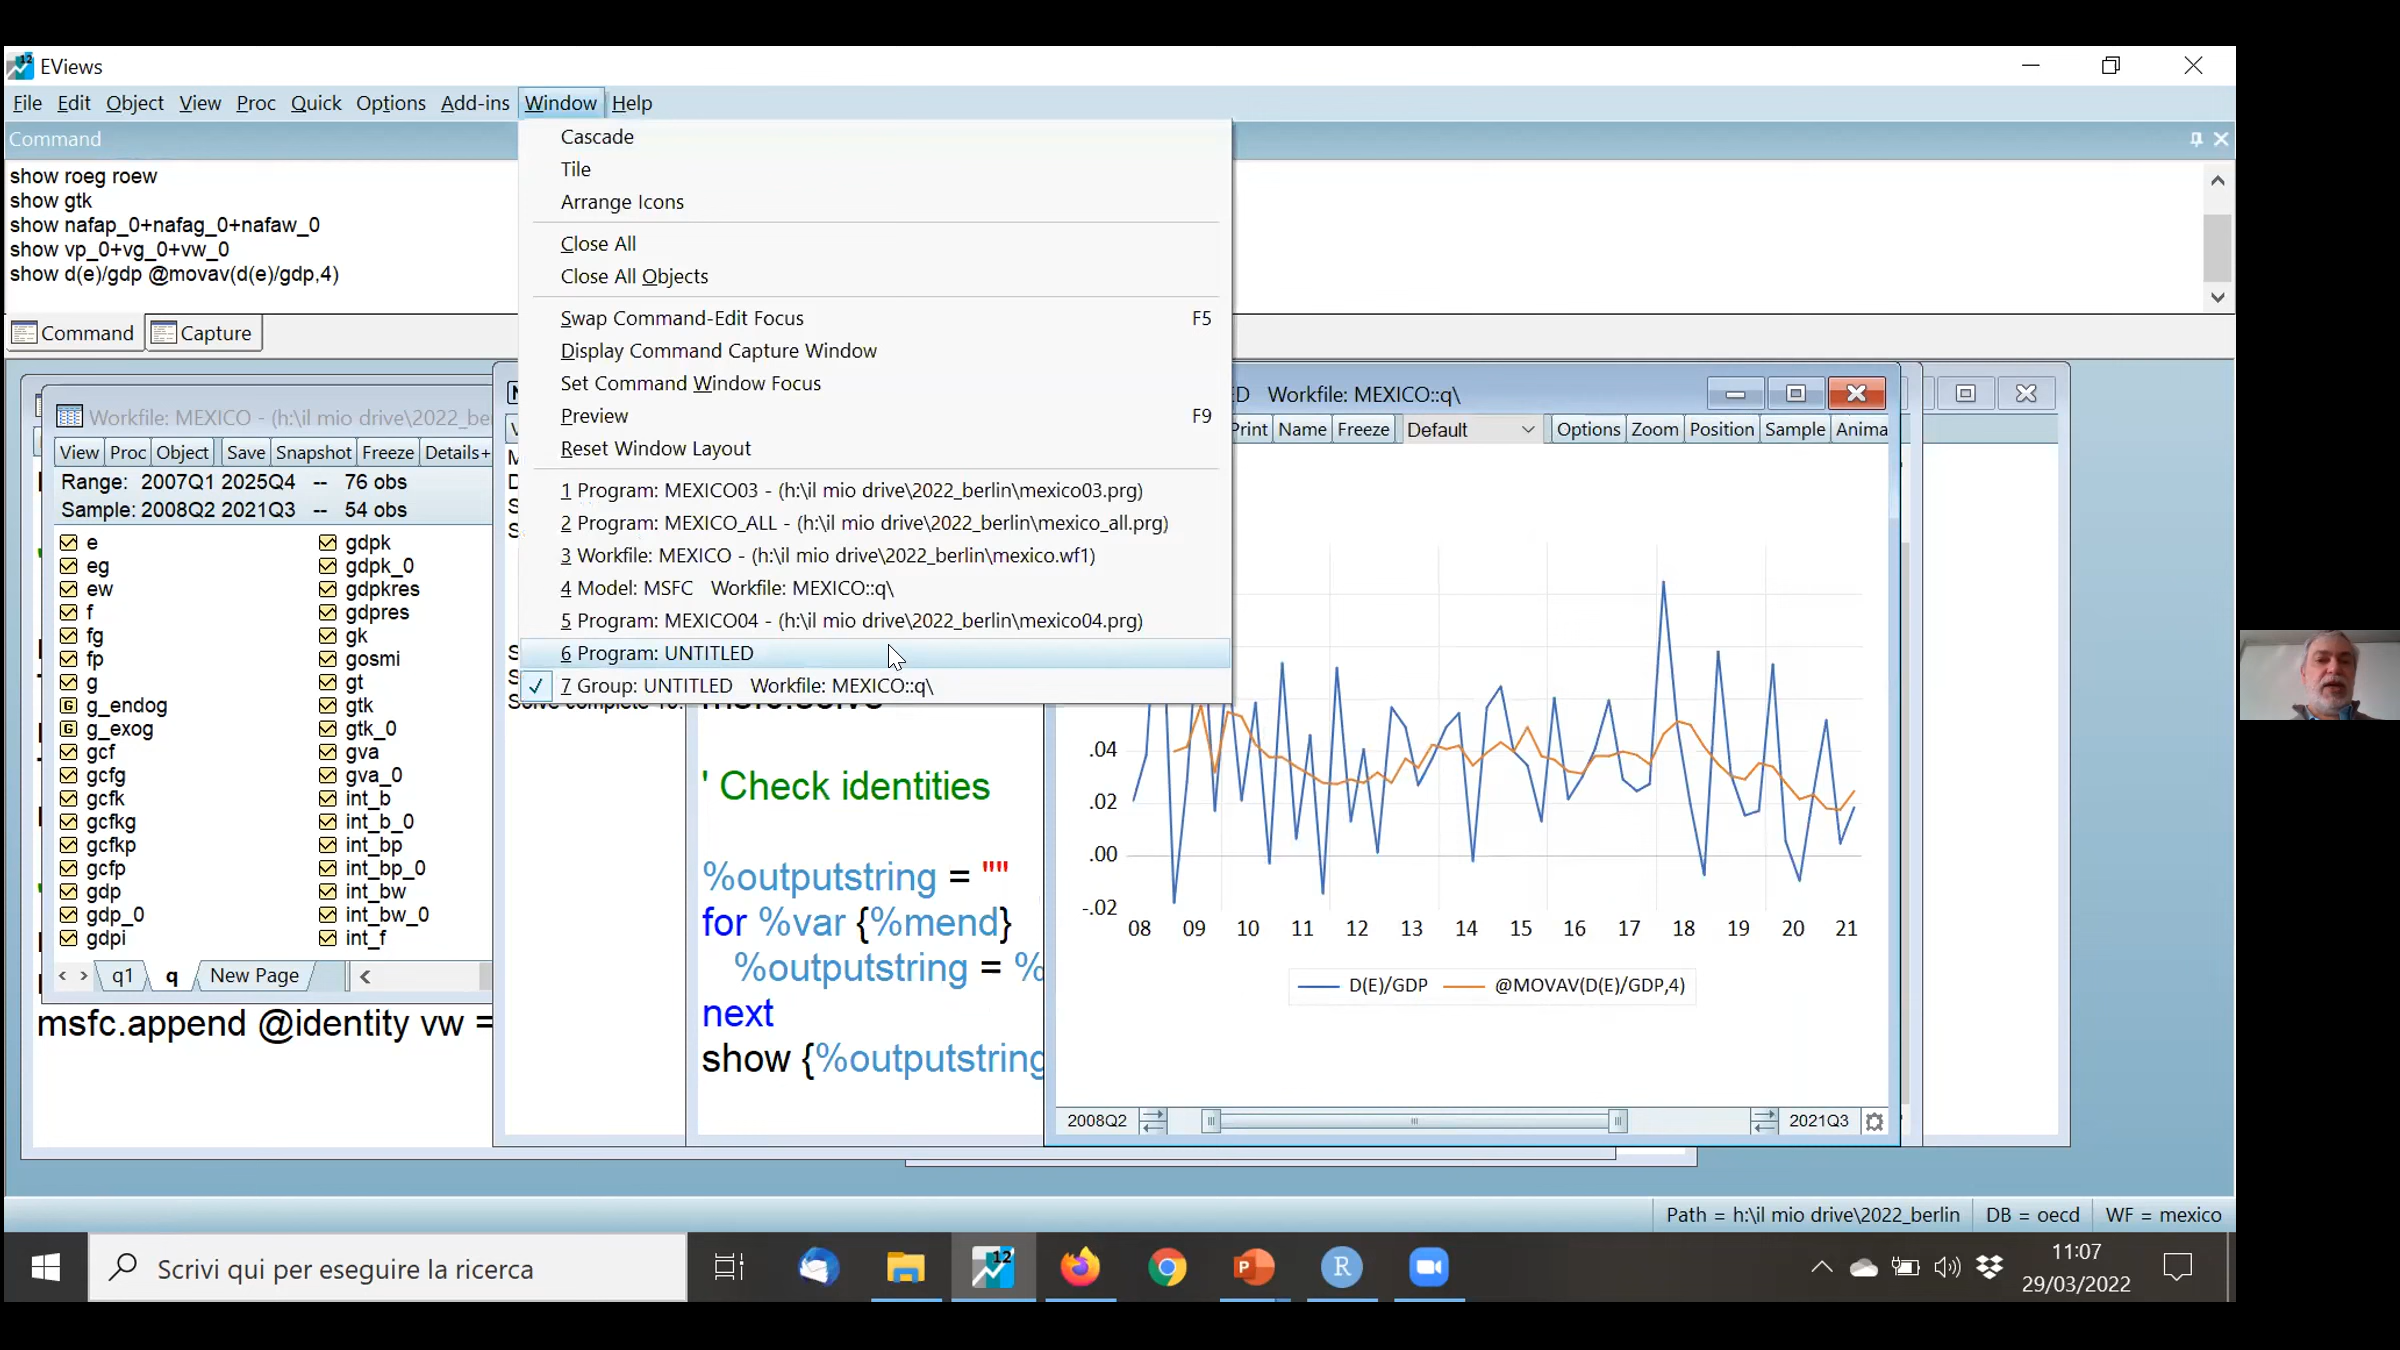 EViews
File Edit Object View Proc Quick Options Add-ins Window Help
Command
show roeg roew
show gtk
show nafap_0+nafag_0+nafaw_0
show vp_0+vg_0+vw_0
show d(e)/gdp @movav(d(e)/gdp,4)
Command Capture
Cascade
Tile
Arrange Icons
Close All
Close All Objects
Swap Command-Edit Focus F5
Display Command Capture Window
Set Command Window Focus
Preview F9
Reset Window Layout
1 Program: MEXICO03 - (h:\il mio drive\2022_berlin\mexico03.prg)
2 Program: MEXICO_ALL - (h:\il mio drive\2022_berlin\mexico_all.prg)
3 Workfile: MEXICO - (h:\il mio drive\2022_berlin\mexico.wf1)
4 Model: MSFC Workfile: MEXICO::q\
5 Program: MEXICO04 - (h:\il mio drive\2022_berlin\mexico04.prg)
6 Program: UNTITLED
7 Group: UNTITLED Workfile: MEXICO::q\
Workfile: MEXICO - (h:\il mio drive\2022_be
View Proc Object Save Snapshot Freeze Details+
Range: 2007Q1 2025Q4 -- 76 obs
Sample: 2008Q2 2021Q3 -- 54 obs
e gdpk
eg gdpk_0
ew gdpkres
f gdpres
fg gk
fp gosmi
g gt
g_endog gtk
g_exog gtk_0
gcf gva
gcfg gva_0
gcfk int_b
gcfkg int_b_0
gcfkp int_bp
gcfp int_bp_0
gdp int_bw
gdp_0 int_bw_0
gdpi int_f
q1 q New Page
msfc.append @identity vw =
' Check identities
%outputstring = ""
for %var {%mend}
%outputstring = %
next
show {%outputstring
Workfile: MEXICO::q\
Print Name Freeze Default Options Zoom Position Sample Anima
.04
.02
.00
-.02
08 09 10 11 12 13 14 15 16 17 18 19 20 21
D(E)/GDP @MOVAV(D(E)/GDP,4)
2008Q2 2021Q3
Path = h:\il mio drive\2022_berlin DB = oecd WF = mexico
Scrivi qui per eseguire la ricerca
12
11:07
29/03/2022